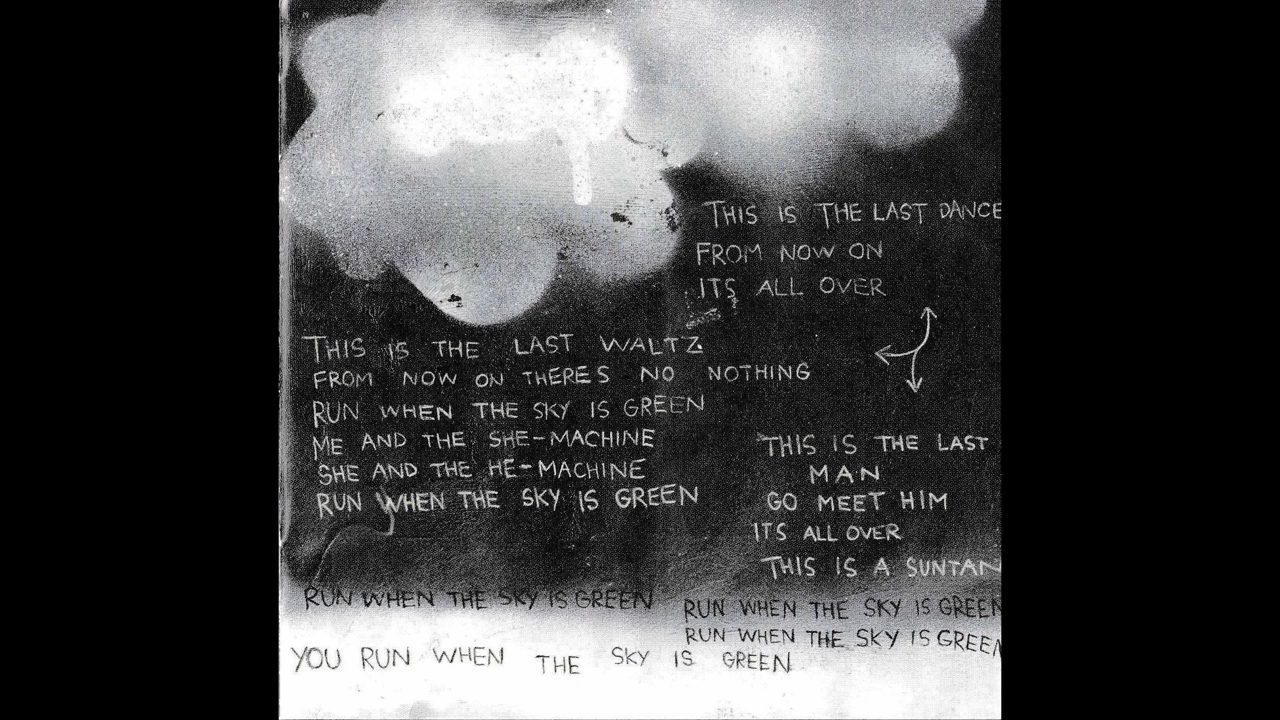 THIS IS THE LAST DANCE
FROM NOW ON
ITS ALL OVER
THIS IS THE LAST WALTZ
FROM NOW ON THERES NO NOTHING
RUN WHEN THE SKY IS GREEN
ME AND THE SHE-MACHINE
SHE AND THE HE-MACHINE
RUN WHEN THE SKY IS GREEN
THIS IS THE LAST
MAN
GO MEET HIM
ITS ALL OVER
THIS IS A SUNTAN
RUN WHEN THE SKY IS GREEN
RUN WHEN THE SKY IS GREEN
RUN WHEN THE SKY IS GREEN
YOU RUN WHEN THE SKY IS GREEN